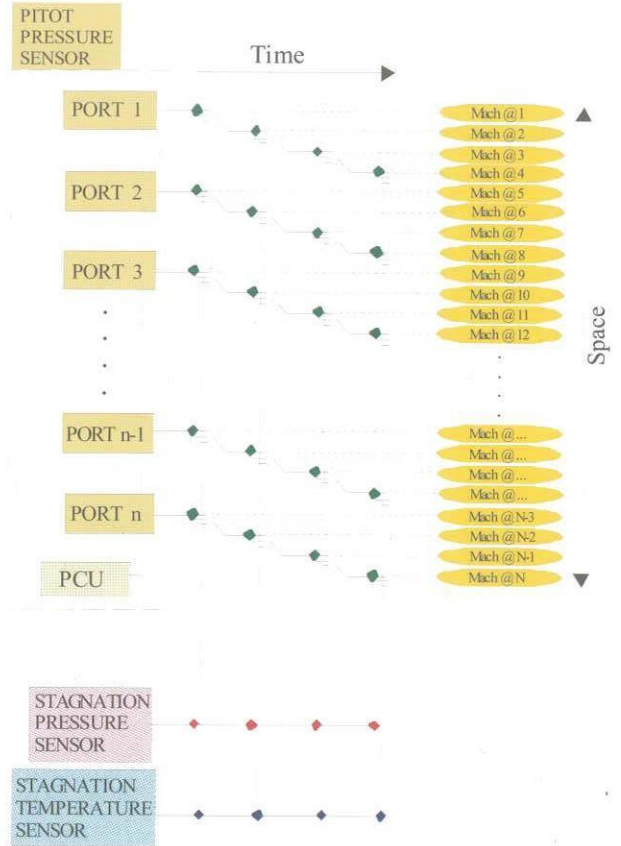 PITOT
PRESSURE
SENSOR
Time
PORT 1
Mach @1
Mach @2
Mach @3
Mach @4
PORT 2
Mach @5
Mach @6
Mach @7
Mach @8
PORT 3
Mach @9
Mach @10
Mach @11
Mach @12
Space
PORT n-1
Mach @...
Mach @...
Mach @...
Mach @...
PORT n
Mach @N-3
Mach @N-2
Mach @N-1
Mach @N
PCU
STAGNATION
PRESSURE
SENSOR
STAGNATION
TEMPERATURE
SENSOR